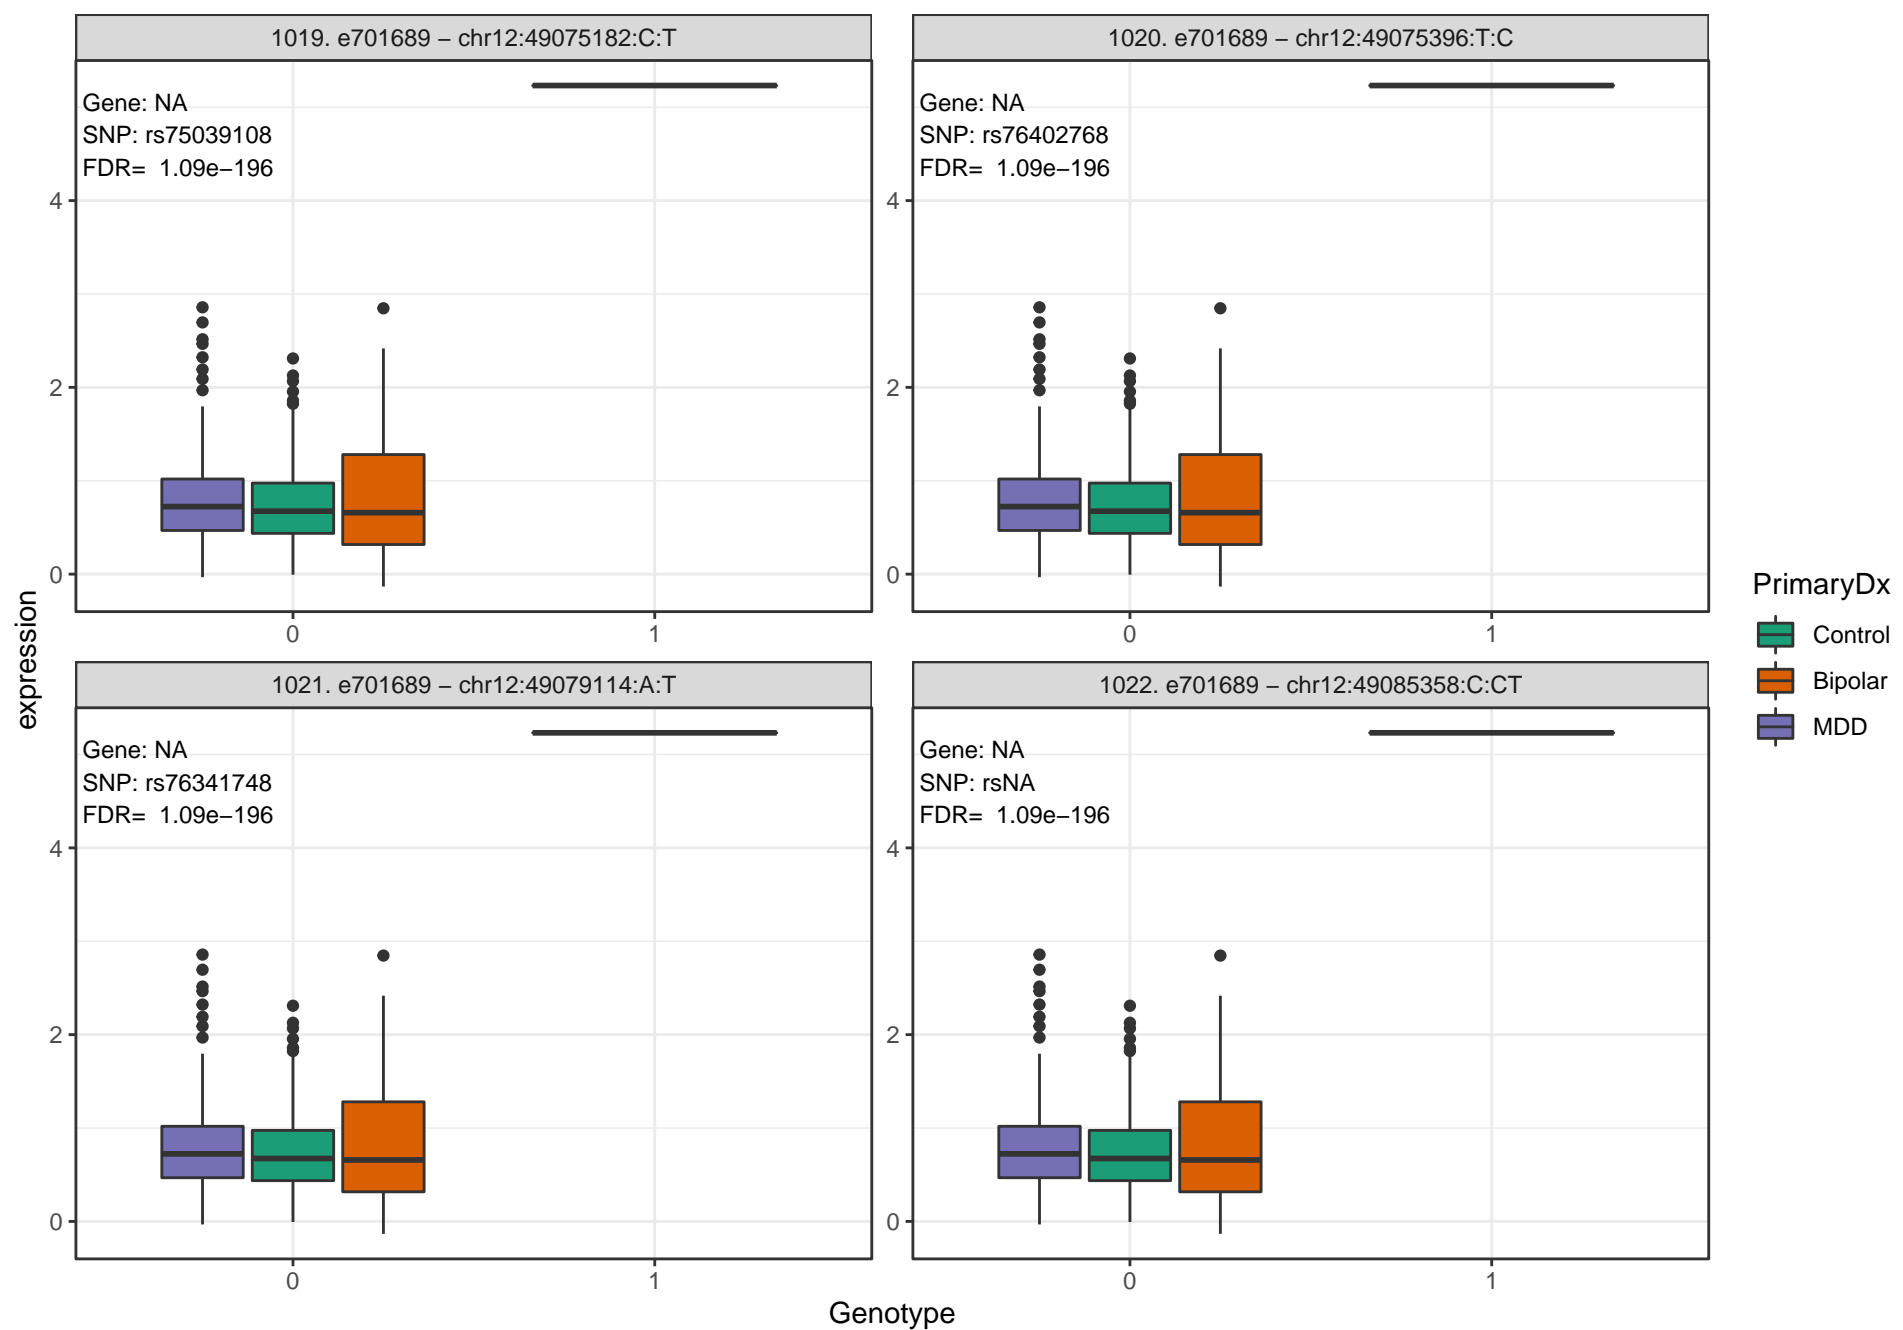 1019. e701689 − chr12:49075182:C:T
Gene: NA
SNP: rs75039108
FDR=  1.09e−196
4
2
0
0
1
1020. e701689 − chr12:49075396:T:C
Gene: NA
SNP: rs76402768
FDR=  1.09e−196
4
2
0
0
1
1021. e701689 − chr12:49079114:A:T
Gene: NA
SNP: rs76341748
FDR=  1.09e−196
4
2
0
0
1
1022. e701689 − chr12:49085358:C:CT
Gene: NA
SNP: rsNA
FDR=  1.09e−196
4
2
0
0
1
expression
Genotype
PrimaryDx
Control
Bipolar
MDD